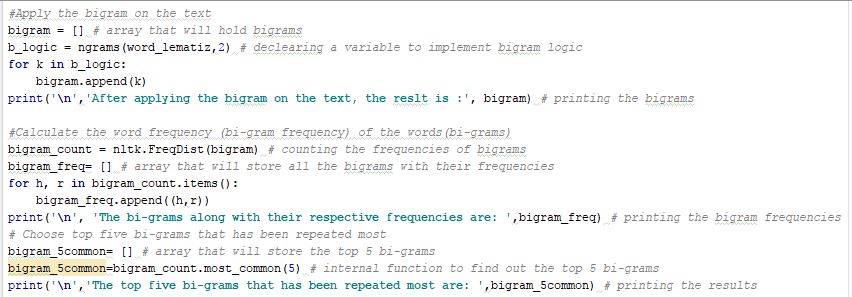 #Apply the bigram on the text
bigram = [] # array that will hold bigrams
b_logic = ngrams(word_lematiz,2) # declearing a variable to implement bigram logic
for k in b_logic:
    bigram.append(k)
print('\n','After applying the bigram on the text, the reslt is :', bigram) # printing the bigrams
#Calculate the word frequency (bi-gram frequency) of the words(bi-grams)
bigram_count = nltk.FreqDist(bigram) # counting the frequencies of bigrams
bigram_freq= [] # array that will store all the bigrams with their frequencies
for h, r in bigram_count.items():
    bigram_freq.append((h,r))
print('\n', 'The bi-grams along with their respective frequencies are: ',bigram_freq) # printing the bigram frequencies
# Choose top five bi-grams that has been repeated most
bigram_5common= [] # array that will store the top 5 bi-grams
bigram_5common=bigram_count.most_common(5) # internal function to find out the top 5 bi-grams
print('\n','The top five bi-grams that has been repeated most are: ',bigram_5common) # printing the results